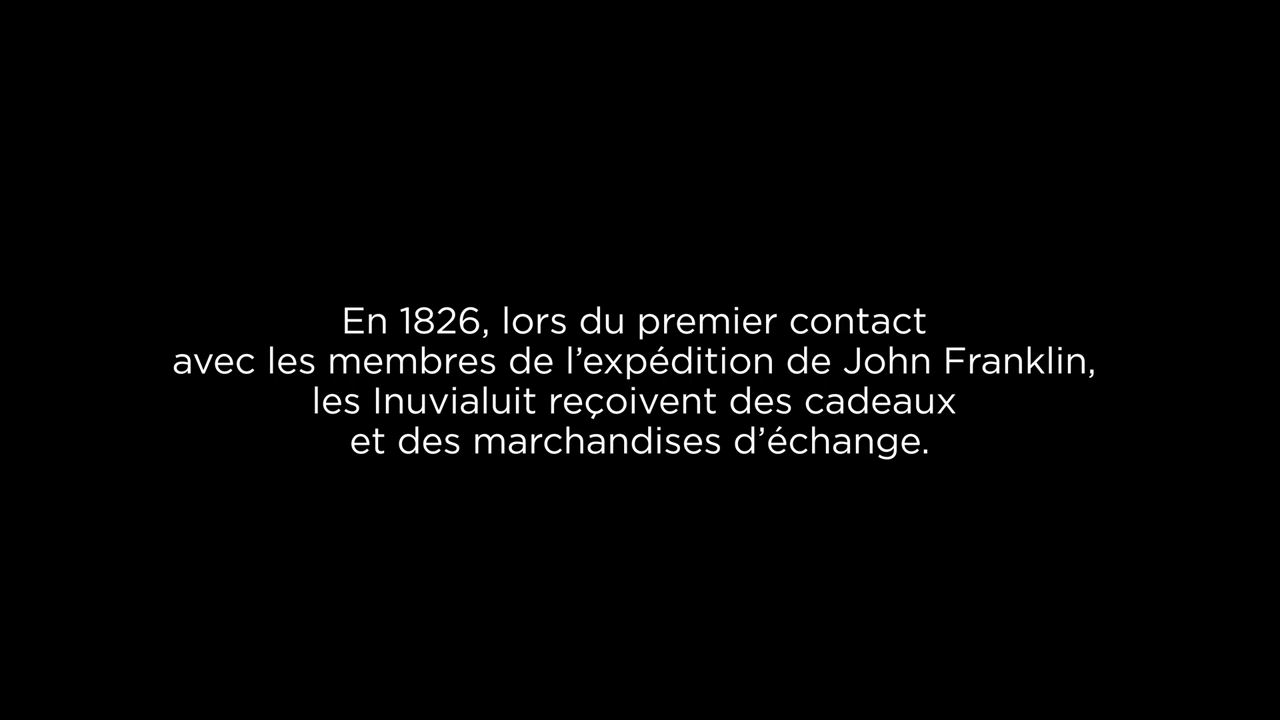 En 1826, lors du premier contact
avec les membres de l’expédition de John Franklin,
les Inuvialuit reçoivent des cadeaux
et des marchandises d’échange.